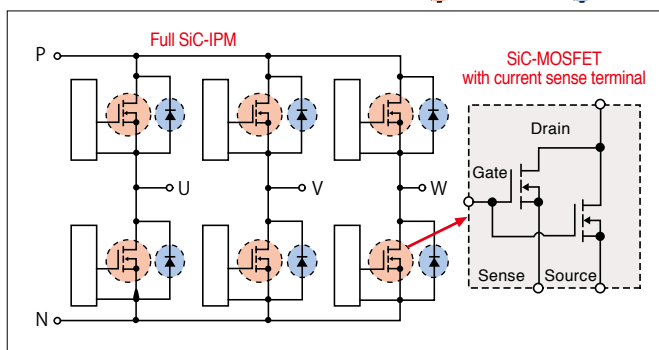 Full SiC-IPM
P
U
V
W
N
SiC-MOSFET
with current sense terminal
Drain
Gate
Sense
Source